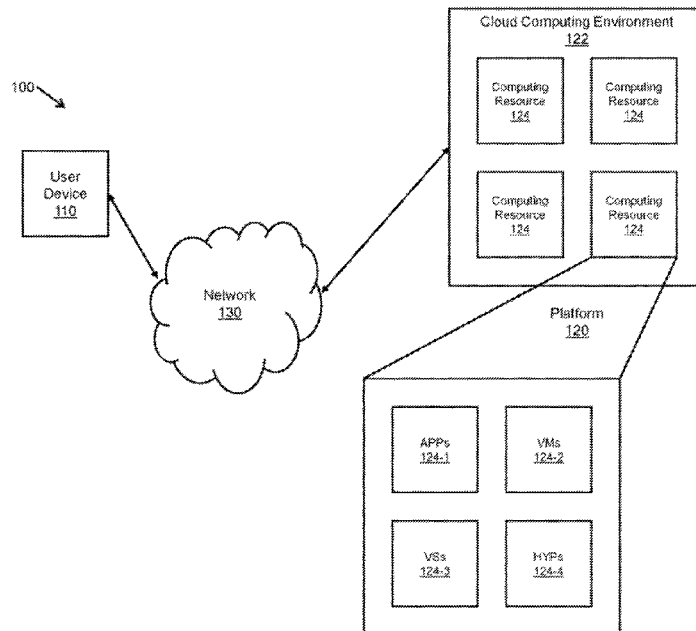 Cloud Computing Environment
122
Computing
Resource
124
Computing
Resource
124
100
User
Device
110
Computing
Resource
124
Computing
Resource
124
Network
130
Platform
120
APPs
124-1
VMs
124-2
VSs
124-3
HYPs
124-4